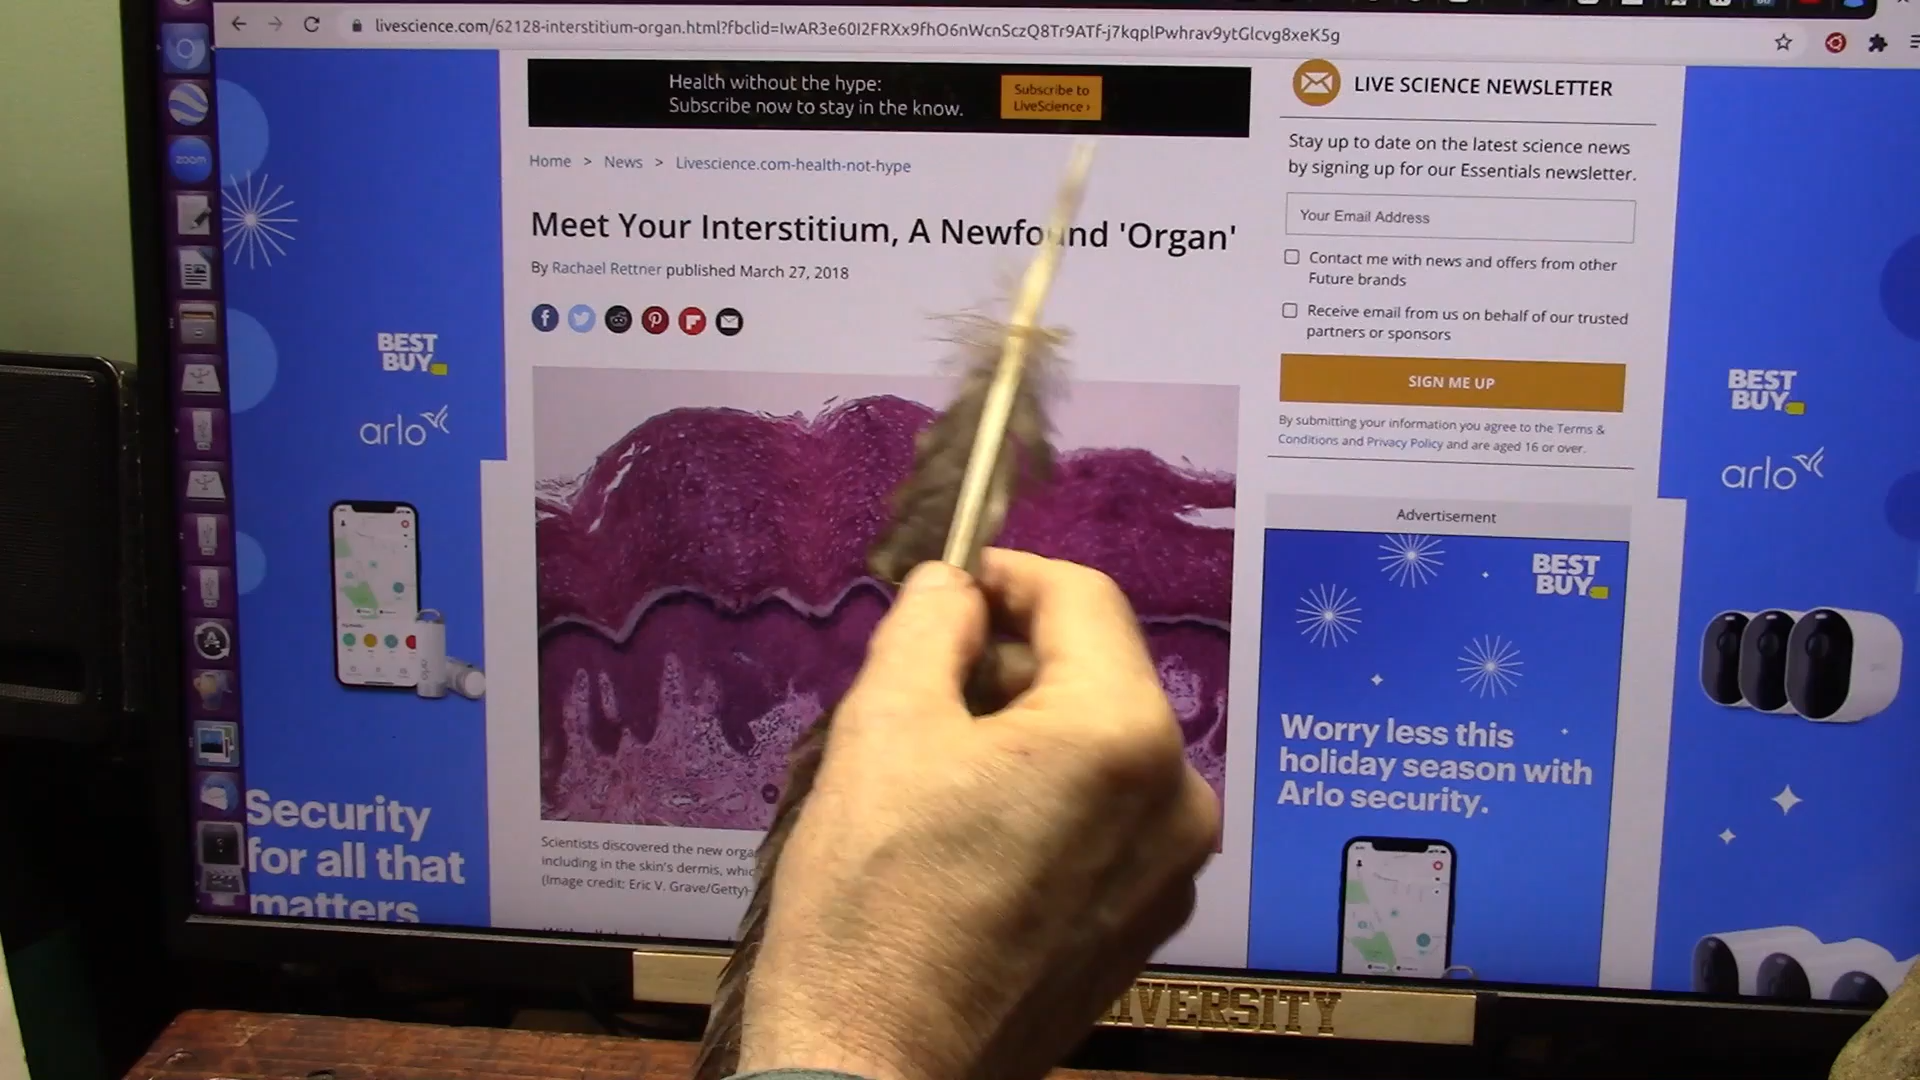 livescience.com/62128-interstitium-organ.html?fbclid=IwAR3e60I2FRXx9fhO6nWcnSczQ8Tr9ATf-j7kqplPwhrav9ytGlcvg8xeK5g
zoom
Health without the hype:
Subscribe now to stay in the know.
Subscribe to
LiveScience ›
Home > News > Livescience.com-health-not-hype
Meet Your Interstitium, A Newfound 'Organ'
By Rachael Rettner published March 27, 2018
Scientists discovered the new
including in the skin's dermis,
(Image credit: Eric V. Grave/Getty)
LIVE SCIENCE NEWSLETTER
Stay up to date on the latest science news
by signing up for our Essentials newsletter.
Your Email Address
Contact me with news and offers from other
Future brands
Receive email from us on behalf of our trusted
partners or sponsors
SIGN ME UP
By submitting your information you agree to the Terms &
Conditions and Privacy Policy and are aged 16 or over.
Advertisement
BEST
BUY
Worry less this
holiday season with
Arlo security.
BEST
BUY
arlo
Security
for all that
matters
BEST
BUY
arlo
IVERSITY